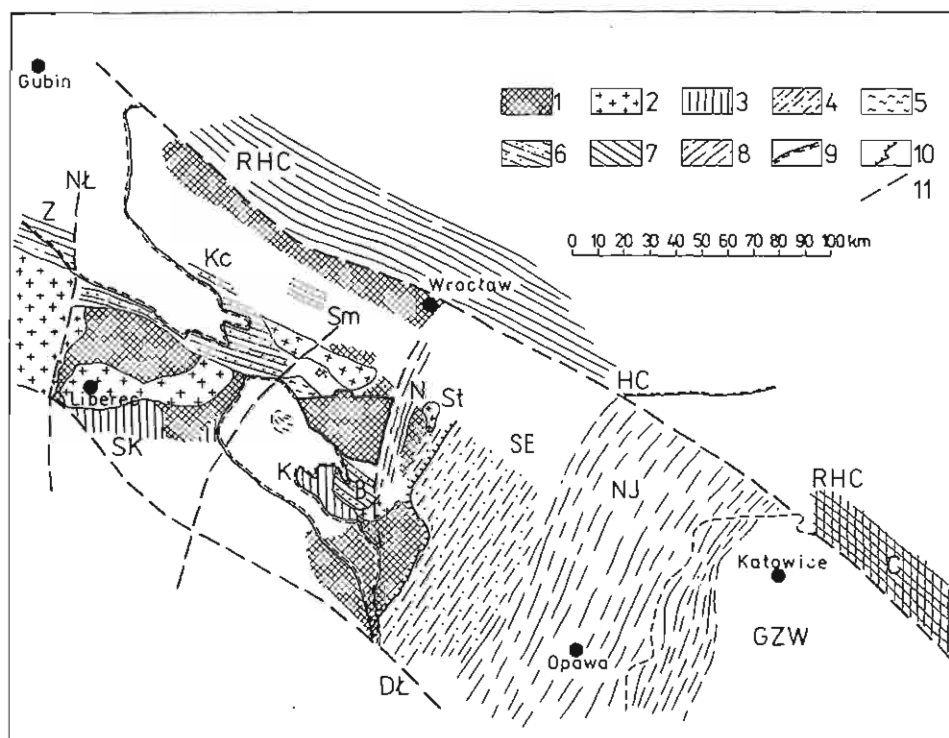 Gubin
1 2 3 4 5
6 7 8 9 10
11
0 10 20 30 40 50 60 70 80 90 100 km
RHC
NŁ
Z
Kc
Wrocław
Sm
HC
Liberec
N
St
SE
SK
K
B
NJ
RHC
C
Katowice
GZW
Opawa
DŁ